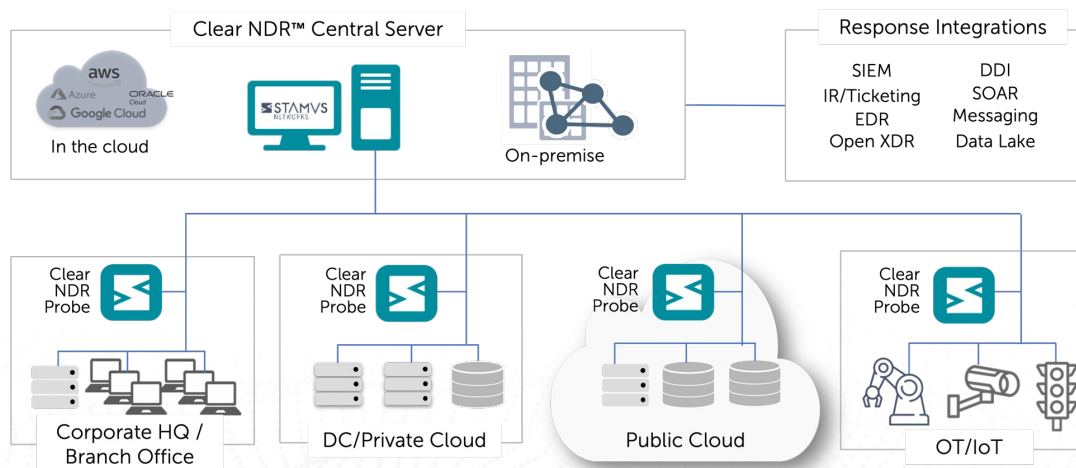 Clear NDR™ Central Server
Response Integrations
aws
Azure
ORACLE
Cloud
Google Cloud
In the cloud
STAMVS
NETWORKS
On-premise
SIEM
DDI
IR/Ticketing
SOAR
EDR
Messaging
Open XDR
Data Lake
Clear
NDR
Probe
Clear
NDR
Probe
Clear
NDR
Probe
Clear
NDR
Probe
Corporate HQ /
Branch Office
DC/Private Cloud
Public Cloud
OT/IoT